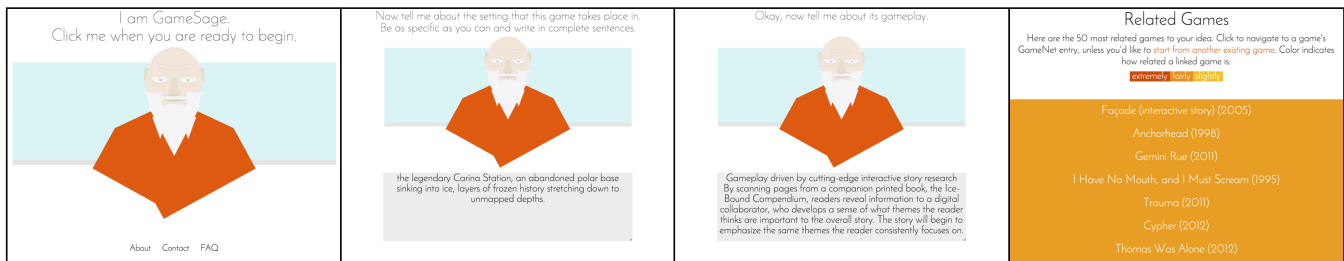 I am GameSage.
Click me when you are ready to begin.
About Contact FAQ
Now tell me about the setting that this game takes place in.
Be as specific as you can and write in complete sentences.
the legendary Carina Station, an abandoned polar base
sinking into ice, layers of frozen history stretching down to
unmapped depths.
Okay, now tell me about its gameplay.
Gameplay driven by cutting-edge interactive story research
By scanning pages from a companion printed book, the Ice-
Bound Compendium, readers reveal information to a digital
collaborator, who develops a sense of what themes the reader
thinks are important to the overall story. The story will begin to
emphasize the same themes the reader consistently focuses on.
Related Games
Here are the 50 most related games to your idea. Click to navigate to a game's
GameNet entry, unless you'd like to start from another existing game. Color indicates
how related a linked game is:
extremely fairly slightly
Façade (interactive story) (2005)
Anchorhead (1998)
Gemini Rue (2011)
I Have No Mouth, and I Must Scream (1995)
Trauma (2011)
Cypher (2012)
Thomas Was Alone (2012)